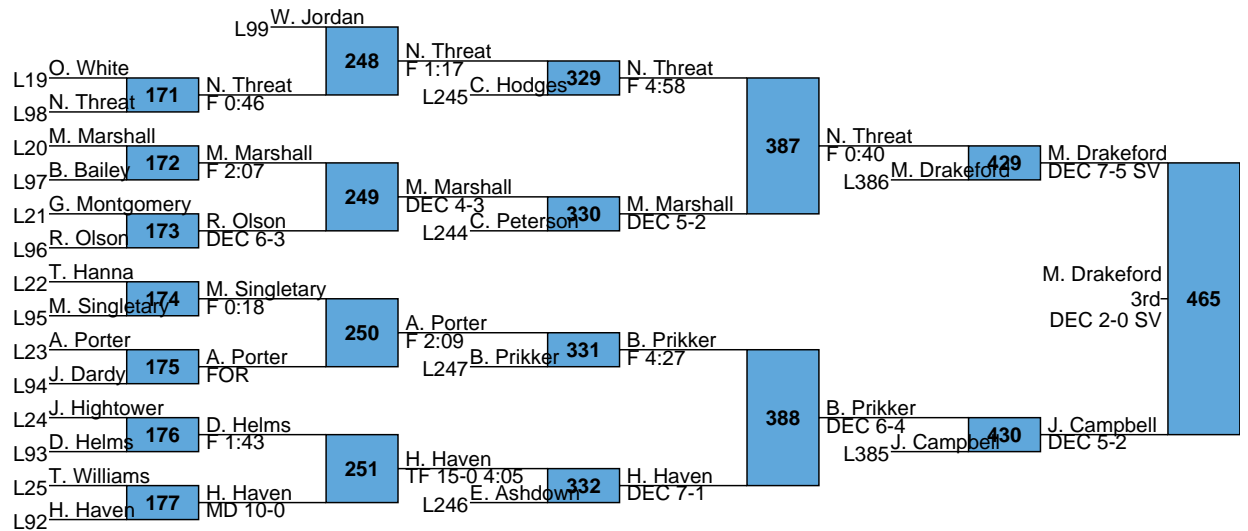 W. Jordan
L99
248
N. Threat
F 1:17
O. White
L19
171
N. Threat
F 0:46
N. Threat
L98
C. Hodges
L245
329
N. Threat
F 4:58
M. Marshall
L20
172
M. Marshall
F 2:07
B. Bailey
L97
387
N. Threat
F 0:40
249
M. Marshall
DEC 4-3
G. Montgomery
L21
173
R. Olson
DEC 6-3
R. Olson
L96
C. Peterson
L244
330
M. Marshall
DEC 5-2
M. Drakeford
L386
429
M. Drakeford
DEC 7-5 SV
T. Hanna
L22
174
M. Singletary
F 0:18
M. Singletary
L95
250
A. Porter
F 2:09
M. Drakeford
3rd
DEC 2-0 SV
465
A. Porter
L23
175
A. Porter
FOR
J. Dardy
L94
B. Prikker
L247
331
B. Prikker
F 4:27
J. Hightower
L24
176
D. Helms
F 1:43
D. Helms
L93
388
B. Prikker
DEC 6-4
J. Campbell
L385
430
J. Campbell
DEC 5-2
251
H. Haven
TF 15-0 4:05
T. Williams
L25
177
H. Haven
MD 10-0
H. Haven
L92
E. Ashdown
L246
332
H. Haven
DEC 7-1